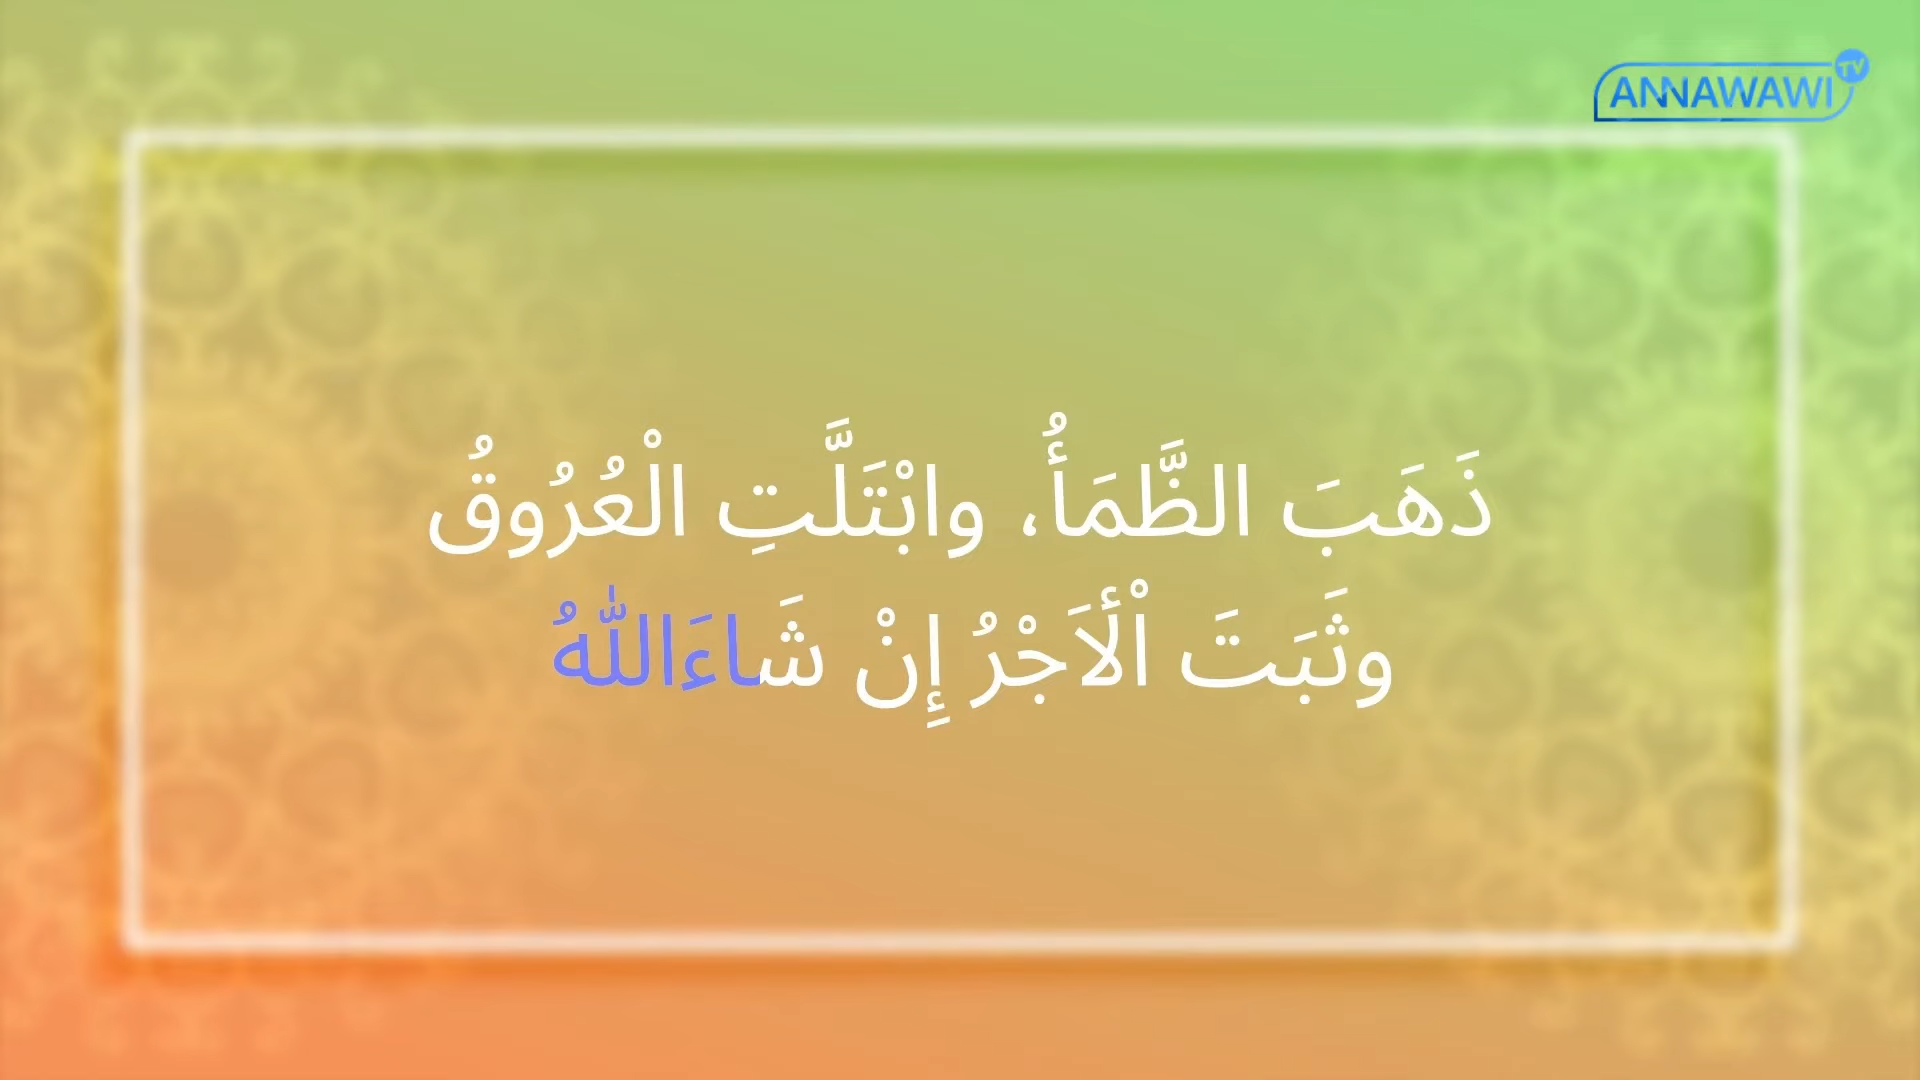 ANNAWAWI TV
ذَهَبَ الظَّمَأُ، وابْتَلَّتِ الْعُرُوقُ
وثَبَتَ الْأَجْرُ إِنْ شَاءَاللّٰهُ